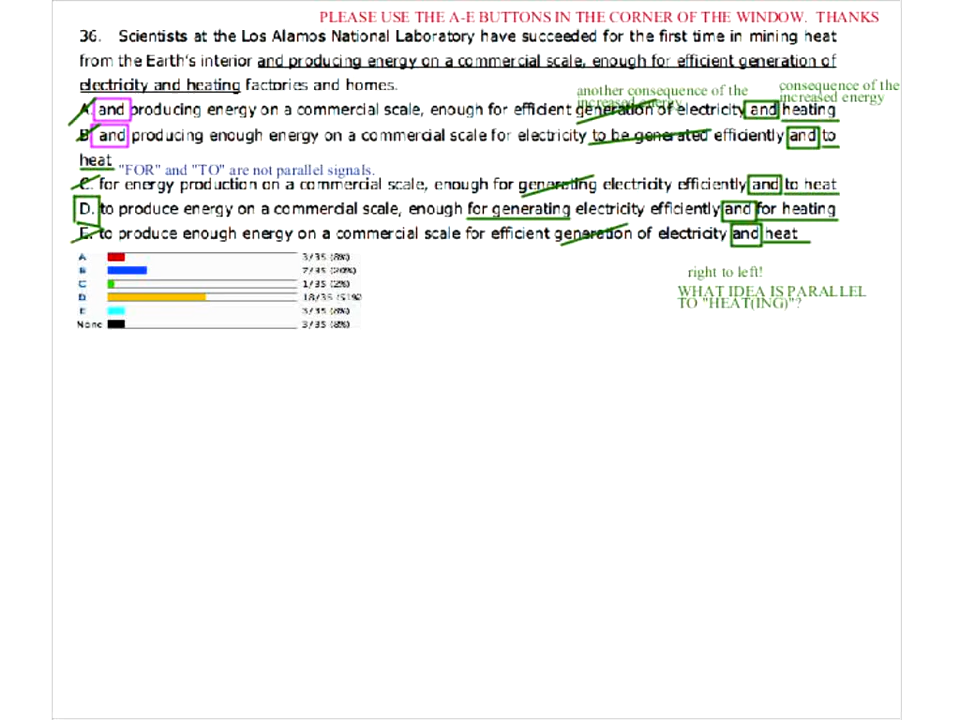 PLEASE USE THE A-E BUTTONS IN THE CORNER OF THE WINDOW. THANKS
36. Scientists at the Los Alamos National Laboratory have succeeded for the first time in mining heat
from the Earth's interior and producing energy on a commercial scale, enough for efficient generation of
electricity and heating factories and homes.
another consequence of the
increased energy
consequence of the
increased energy
A. and producing energy on a commercial scale, enough for efficient generation of electricity and heating
B. and producing enough energy on a commercial scale for electricity to be generated efficiently and to
heat
"FOR" and "TO" are not parallel signals.
C. for energy production on a commercial scale, enough for generating electricity efficiently and to heat
D. to produce energy on a commercial scale, enough for generating electricity efficiently and for heating
E. to produce enough energy on a commercial scale for efficient generation of electricity and heat
A 3/35 (8%)
B 7/35 (20%)
C 1/35 (2%)
D 18/35 (51%
E 3/35 (8%)
None 3/35 (8%)
right to left!
WHAT IDEA IS PARALLEL
TO "HEAT(ING)"?